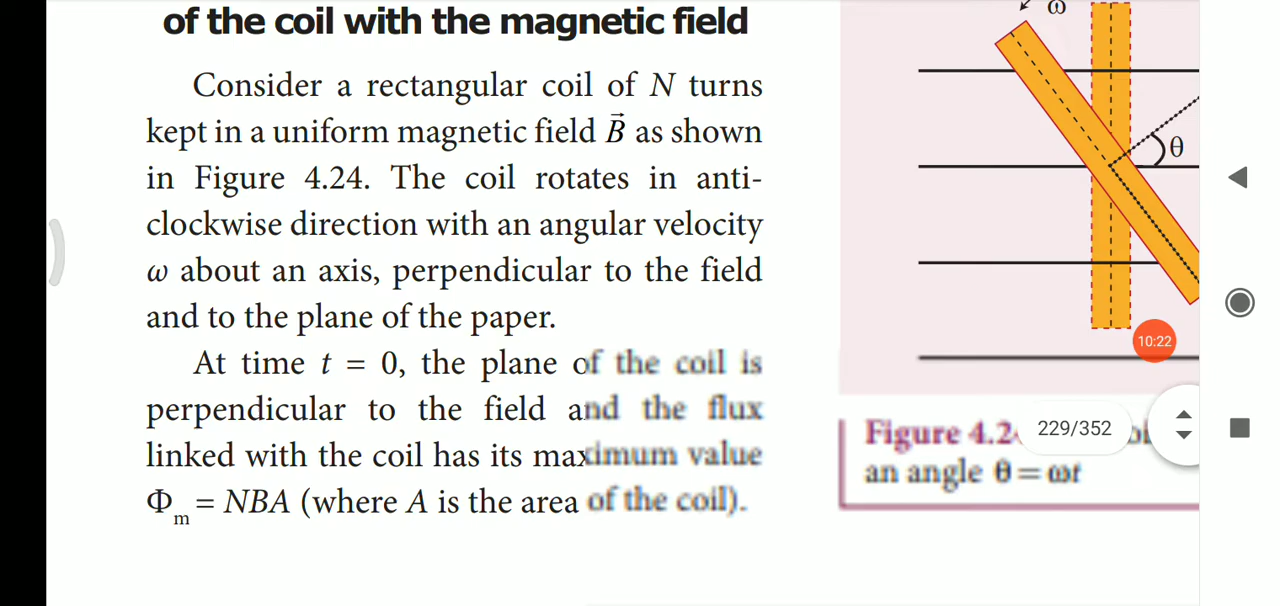 of the coil with the magnetic field
Consider a rectangular coil of N turns
kept in a uniform magnetic field B⃗ as shown
in Figure 4.24. The coil rotates in anti-
clockwise direction with an angular velocity
ω about an axis, perpendicular to the field
and to the plane of the paper.
At time t = 0, the plane of the coil is
perpendicular to the field and the flux
linked with the coil has its maximum value
Φm = NBA (where A is the area of the coil).
ω
θ
10:22
229/352
Figure 4.2
an angle θ = ωt